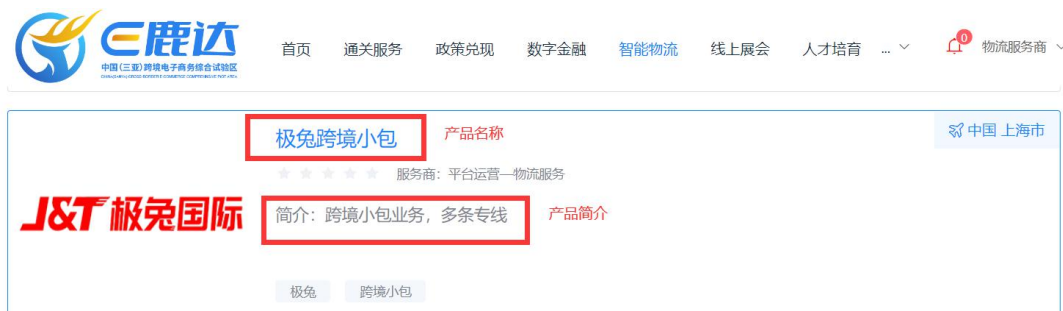 E鹿达
中国(三亚)跨境电子商务综合试验区
首页 通关服务 政策兑现 数字金融 智能物流 线上展会 人才培育 ... 0 物流服务商
极兔跨境小包 产品名称 中国 上海市
服务商：平台运营—物流服务
J&T 极兔国际 简介：跨境小包业务，多条专线 产品简介
极兔 跨境小包